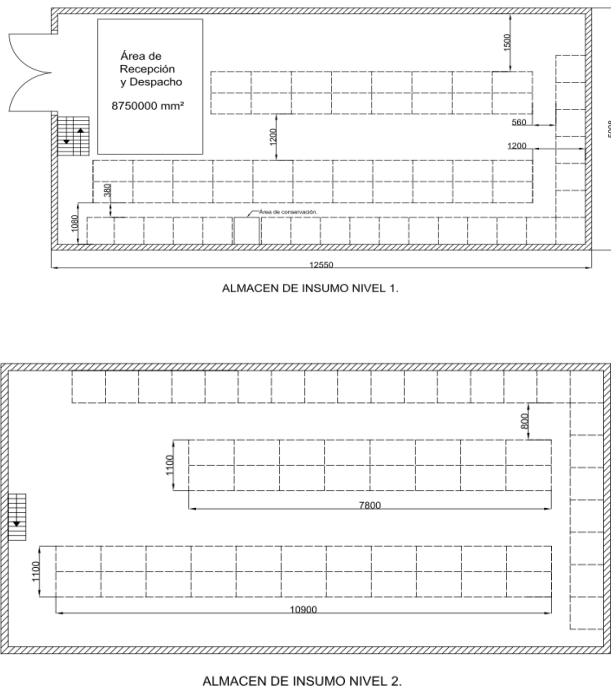 Área de
Recepción
y Despacho
8750000 mm²
1500
560
1200
1200
380
1080
Área de conservación.
12550
ALMACEN DE INSUMO NIVEL 1.
800
1100
7800
1100
10900
ALMACEN DE INSUMO NIVEL 2.